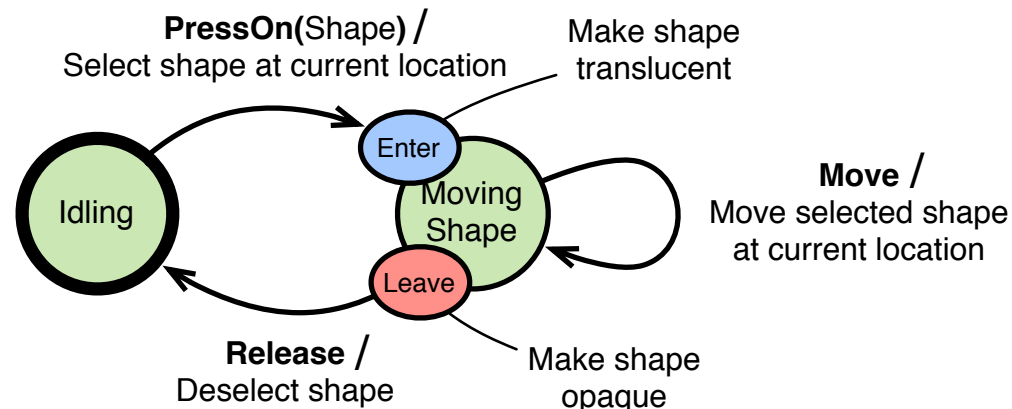 PressOn(Shape) /
Select shape at current location
Make shape
translucent
Enter
Idling
Moving
Shape
Move /
Move selected shape
at current location
Leave
Release /
Deselect shape
Make shape
opaque